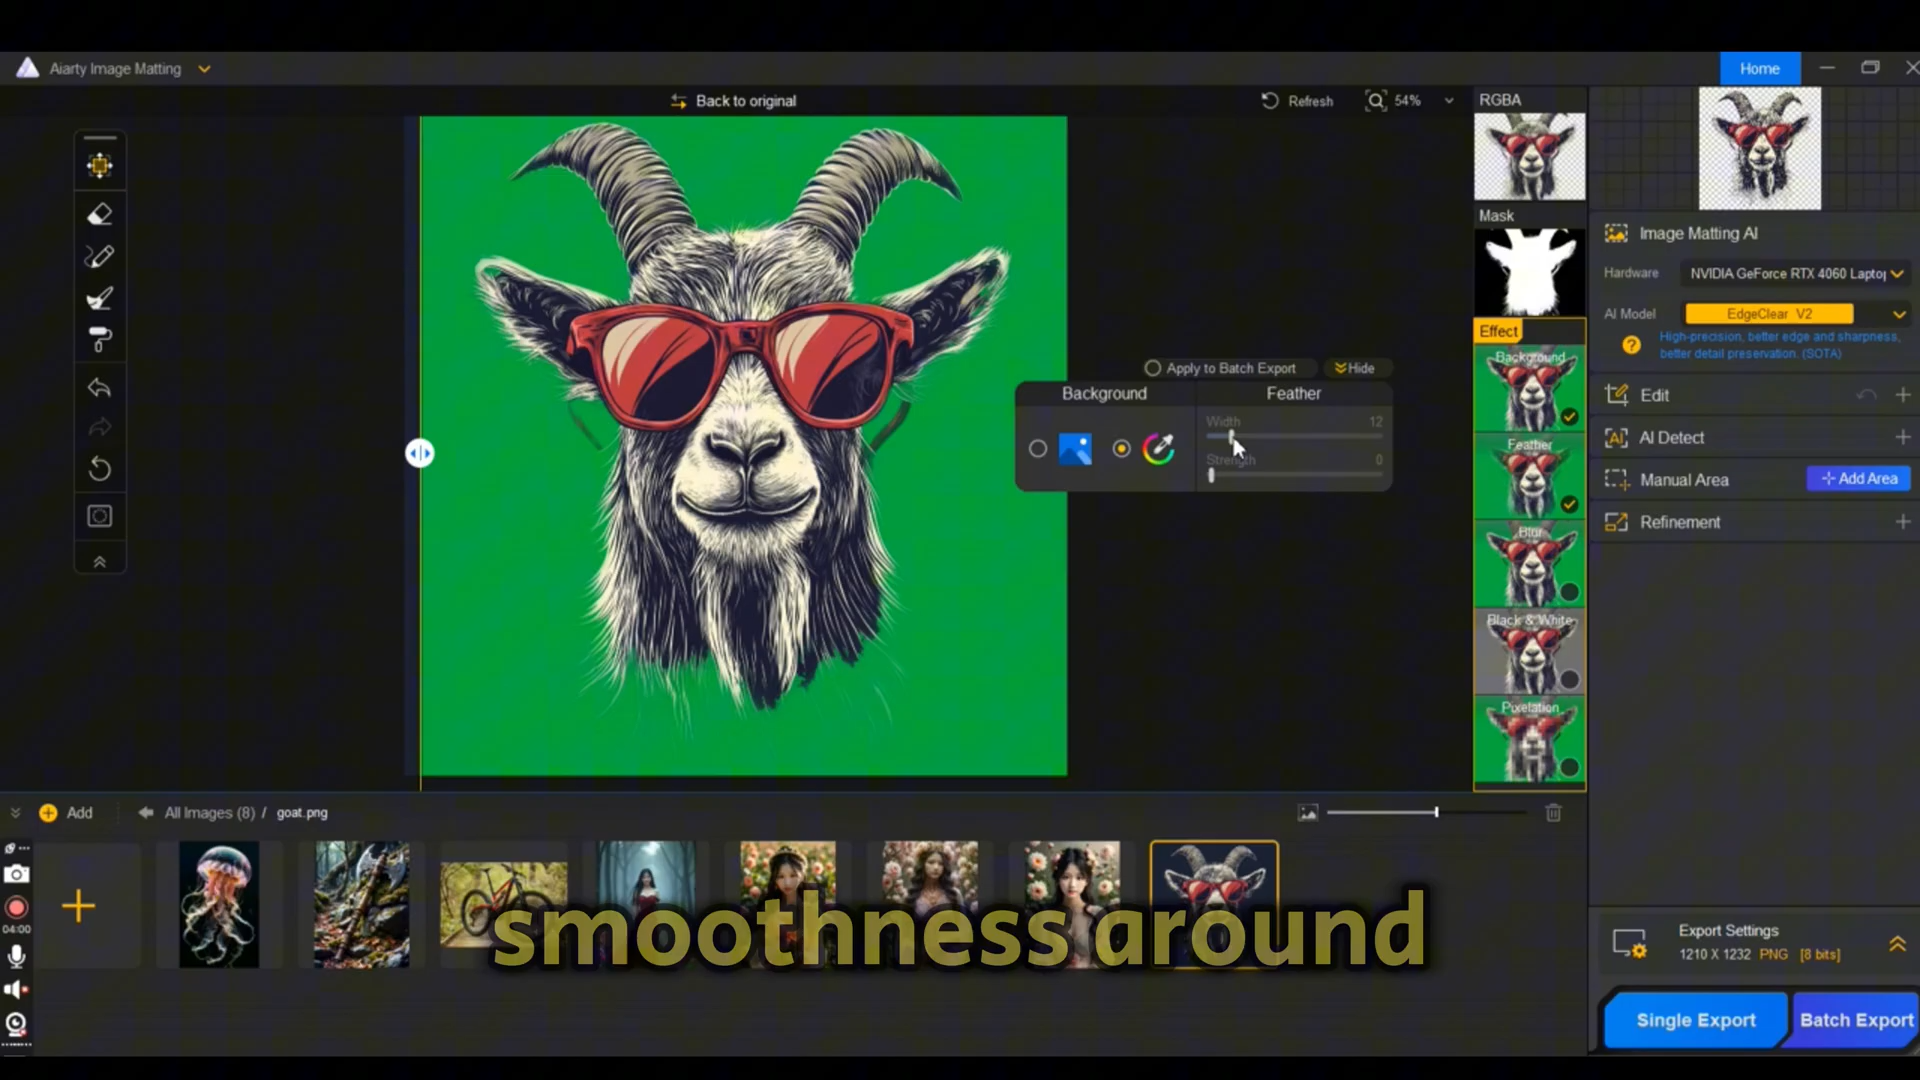 Aiarty Image Matting
Home
Back to original
Refresh
54%
RGBA
Mask
Effect
Background
Feather
Blur
Black & White
Pixelation
Image Matting AI
Hardware
NVIDIA GeForce RTX 4060 Laptop
AI Model
EdgeClear V2
High-precision, better edge and sharpness,
better detail preservation. (SOTA)
Edit
AI Detect
Manual Area
Add Area
Refinement
Apply to Batch Export
Hide
Background
Feather
Width 12
Strength 0
Add
All Images (8) / goat.png
04:00
smoothness around
Export Settings
1210 X 1232 PNG [8 bits]
Single Export
Batch Export